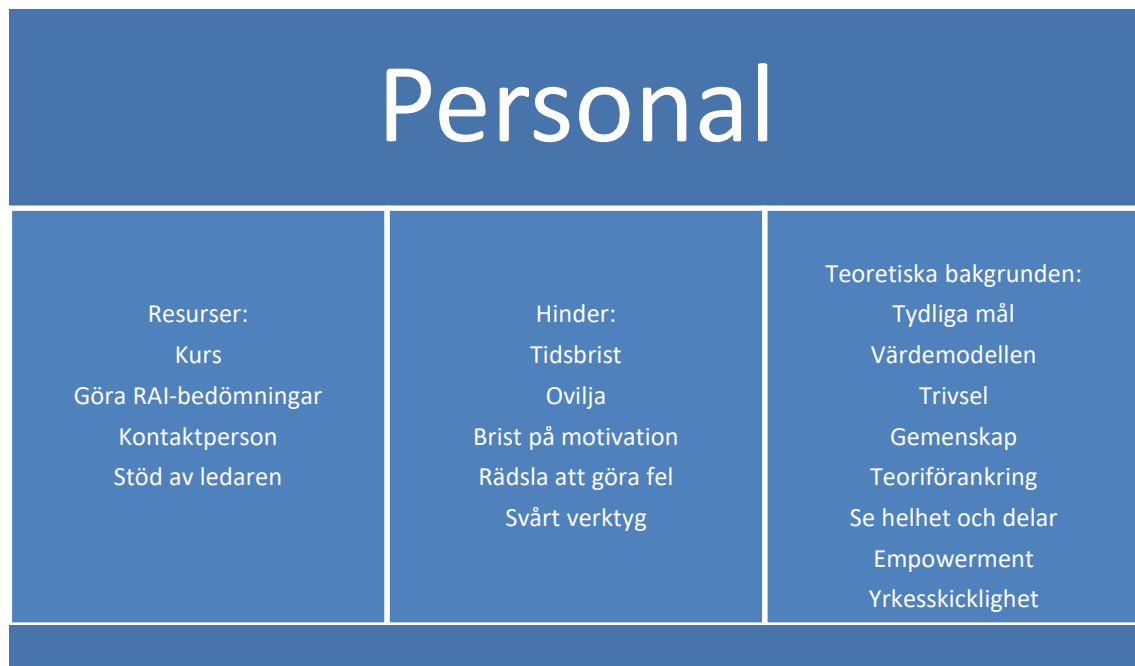 Personal
Resurser:
Kurs
Göra RAI-bedömningar
Kontaktperson
Stöd av ledaren
Hinder:
Tidsbrist
Ovilja
Brist på motivation
Rädsla att göra fel
Svårt verktyg
Teoretiska bakgrunden:
Tydliga mål
Värdemodellen
Trivsel
Gemenskap
Teoriförankring
Se helhet och delar
Empowerment
Yrkesskicklighet